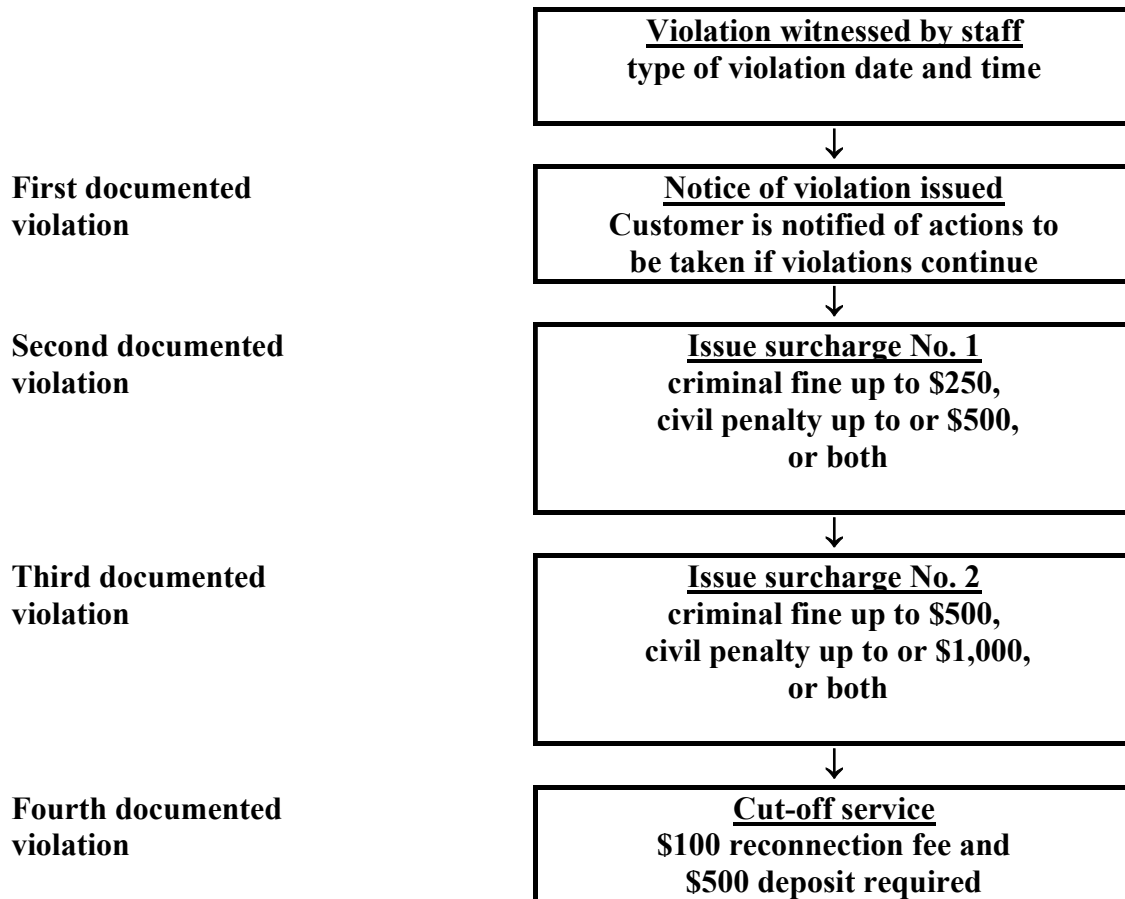 Violation witnessed by staff
type of violation date and time
↓
First documented
violation
Notice of violation issued
Customer is notified of actions to
be taken if violations continue
↓
Second documented
violation
Issue surcharge No. 1
criminal fine up to $250,
civil penalty up to or $500,
or both
↓
Third documented
violation
Issue surcharge No. 2
criminal fine up to $500,
civil penalty up to or $1,000,
or both
↓
Fourth documented
violation
Cut-off service
$100 reconnection fee and
$500 deposit required